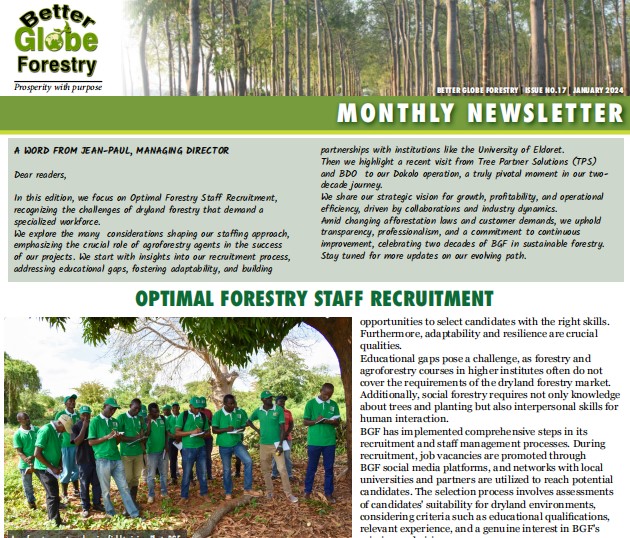 Better
Globe
Forestry
Prosperity with purpose
BETTER GLOBE FORESTRY | ISSUE NO.17 | JANUARY 2024
MONTHLY NEWSLETTER
A WORD FROM JEAN-PAUL, MANAGING DIRECTOR
Dear readers,
In this edition, we focus on Optimal Forestry Staff Recruitment,
recognizing the challenges of dryland forestry that demand a
specialized workforce.
We explore the many considerations shaping our staffing approach,
emphasizing the crucial role of agroforestry agents in the success
of our projects. We start with insights into our recruitment process,
addressing educational gaps, fostering adaptability, and building
partnerships with institutions like the University of Eldoret.
Then we highlight a recent visit from Tree Partner Solutions (TPS)
and BDO to our Dokolo operation, a truly pivotal moment in our two-
decade journey.
We share our strategic vision for growth, profitability, and operational
efficiency, driven by collaborations and industry dynamics.
Amid changing afforestation laws and customer demands, we uphold
transparency, professionalism, and a commitment to continuous
improvement, celebrating two decades of BGF in sustainable forestry.
Stay tuned for more updates on our evolving path.
OPTIMAL FORESTRY STAFF RECRUITMENT
opportunities to select candidates with the right skills.
Furthermore, adaptability and resilience are crucial
qualities.
Educational gaps pose a challenge, as forestry and
agroforestry courses in higher institutes often do not
cover the requirements of the dryland forestry market.
Additionally, social forestry requires not only knowledge
about trees and planting but also interpersonal skills for
human interaction.
BGF has implemented comprehensive steps in its
recruitment and staff management processes. During
recruitment, job vacancies are promoted through
BGF social media platforms, and networks with local
universities and partners are utilized to reach potential
candidates. The selection process involves assessments
of candidates' suitability for dryland environments,
considering criteria such as educational qualifications,
relevant experience, and a genuine interest in BGF's